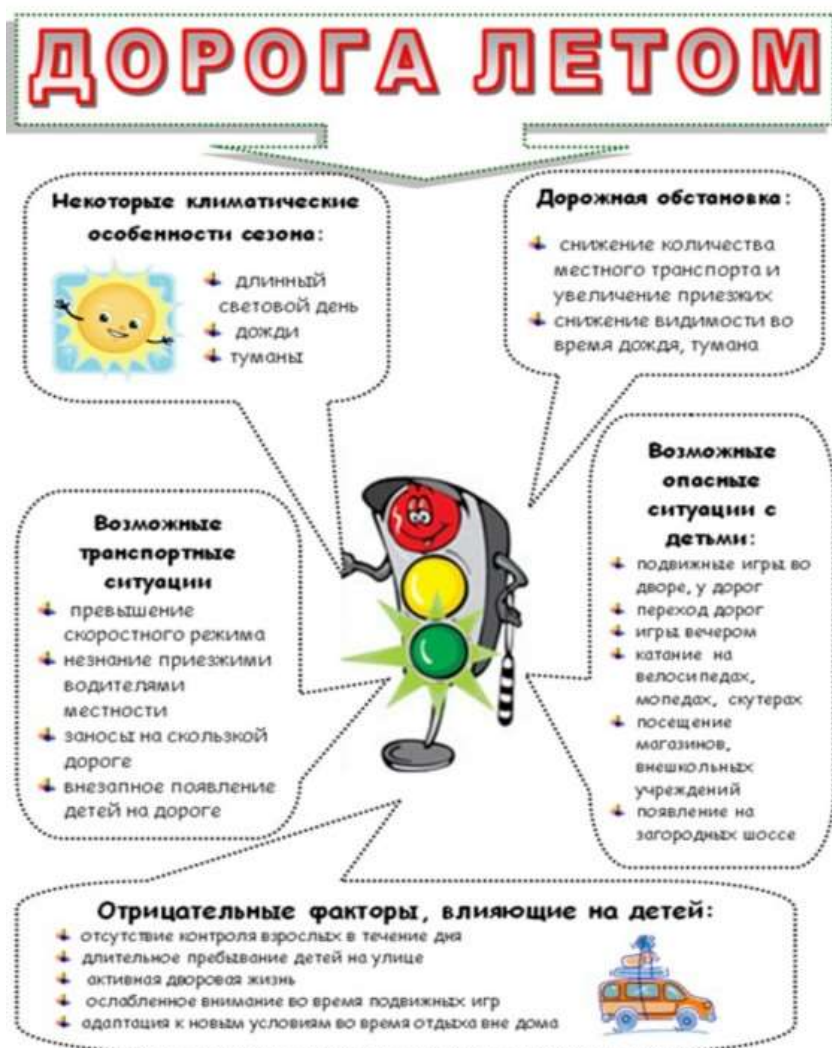 ДОРОГА ЛЕТОМ
Некоторые климатические
особенности сезона:
длинный
световой день
дожди
туманы
Дорожная обстановка:
снижение количества
местного транспорта и
увеличение приезжих
снижение видимости во
время дождя, тумана
Возможные
транспортные
ситуации
превышение
скоростного режима
незнание приезжими
водителями
местности
заносы на скользкой
дороге
внезапное появление
детей на дороге
Возможные
опасные
ситуации с
детьми:
подвижные игры во
дворе, у дорог
переход дорог
игры вечером
катание на
велосипедах,
мопедах, скутерах
посещение
магазинов,
внешкольных
учреждений
появление на
загородных шоссе
Отрицательные факторы, влияющие на детей:
отсутствие контроля взрослых в течение дня
длительное пребывание детей на улице
активная дворовая жизнь
ослабленное внимание во время подвижных игр
адаптация к новым условиям во время отдыха вне дома